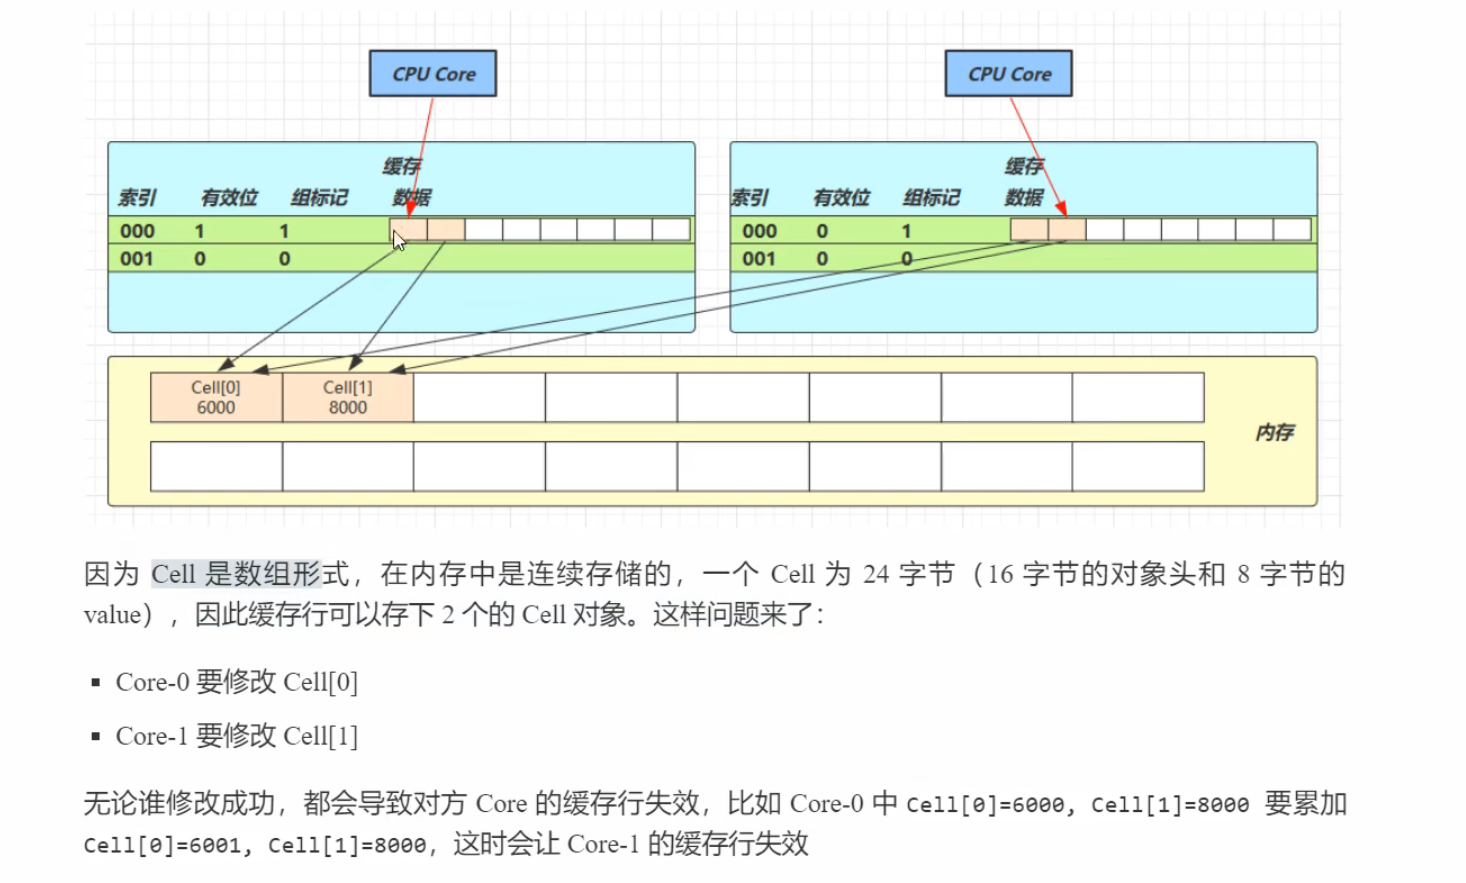 CPU Core CPU Core
缓存 缓存
索引 有效位 组标记 数据 索引 有效位 组标记 数据
000 1 1 000 0 1
001 0 0 001 0 0
Cell[0] Cell[1]
6000 8000
内存
因为 Cell 是数组形式，在内存中是连续存储的，一个 Cell 为 24 字节（16 字节的对象头和 8 字节的
value），因此缓存行可以存下 2 个的 Cell 对象。这样问题来了：
▪ Core-0 要修改 Cell[0]
▪ Core-1 要修改 Cell[1]
无论谁修改成功，都会导致对方 Core 的缓存行失效，比如 Core-0 中 Cell[0]=6000, Cell[1]=8000 要累加
Cell[0]=6001, Cell[1]=8000，这时会让 Core-1 的缓存行失效